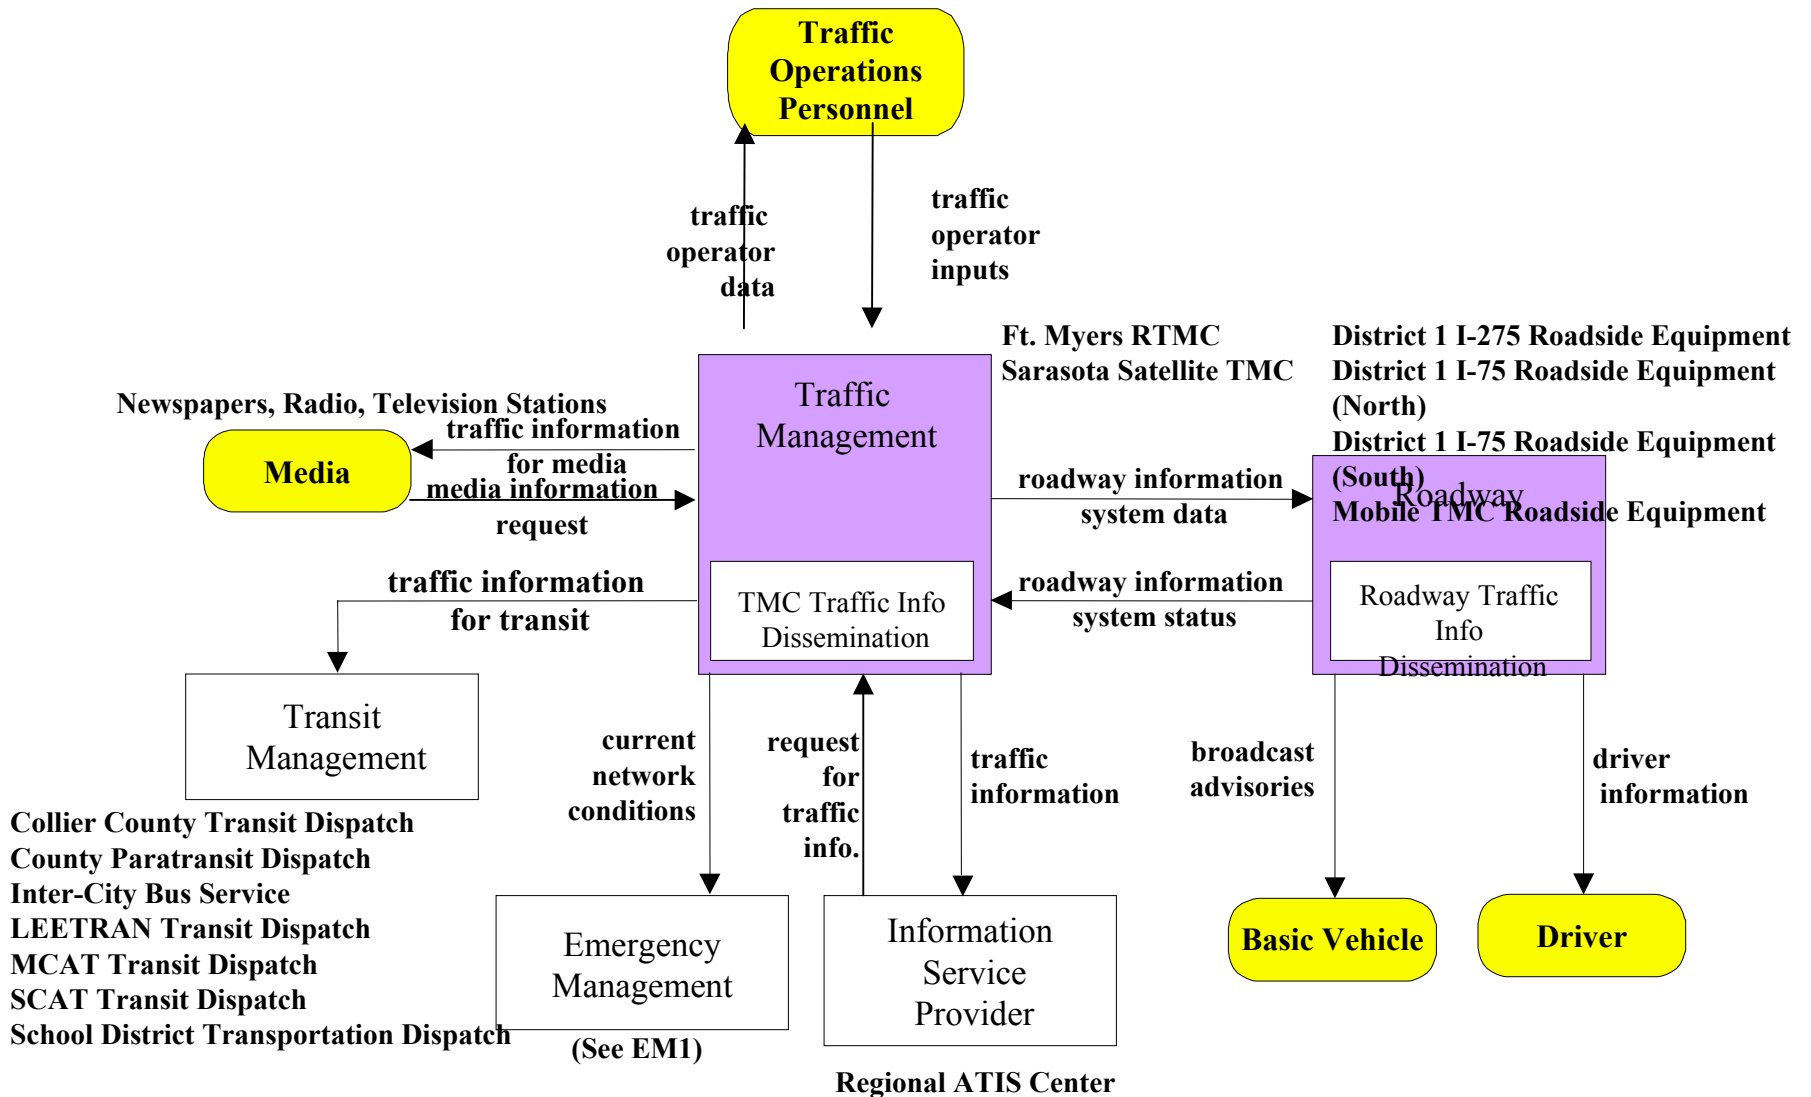 Traffic
Operations
Personnel
traffic
operator
data
traffic
operator
inputs
Ft. Myers RTMC
Sarasota Satellite TMC
District 1 I-275 Roadside Equipment
District 1 I-75 Roadside Equipment
(North)
District 1 I-75 Roadside Equipment
(South)
Mobile TMC Roadside Equipment
Newspapers, Radio, Television Stations
Media
traffic information
for media
media information
request
Traffic
Management
roadway information
system data
Roadway
traffic information
for transit
TMC Traffic Info
Dissemination
roadway information
system status
Roadway Traffic
Info
Dissemination
Transit
Management
current
network
conditions
request
for
traffic
info.
traffic
information
broadcast
advisories
driver
information
Collier County Transit Dispatch
County Paratransit Dispatch
Inter-City Bus Service
LEETRAN Transit Dispatch
MCAT Transit Dispatch
SCAT Transit Dispatch
School District Transportation Dispatch
Emergency
Management
(See EM1)
Information
Service
Provider
Regional ATIS Center
Basic Vehicle
Driver